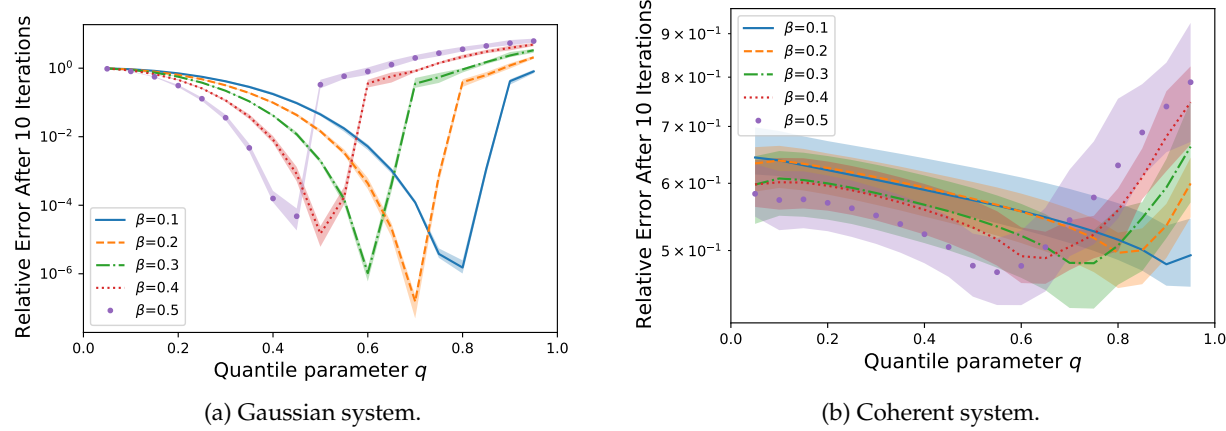 Relative Error After 10 Iterations
10^0
10^−2
10^−4
10^−6
β=0.1
β=0.2
β=0.3
β=0.4
β=0.5
0.0 0.2 0.4 0.6 0.8 1.0
Quantile parameter q
(a) Gaussian system.
Relative Error After 10 Iterations
9 × 10^−1
8 × 10^−1
7 × 10^−1
6 × 10^−1
5 × 10^−1
β=0.1
β=0.2
β=0.3
β=0.4
β=0.5
0.0 0.2 0.4 0.6 0.8 1.0
Quantile parameter q
(b) Coherent system.